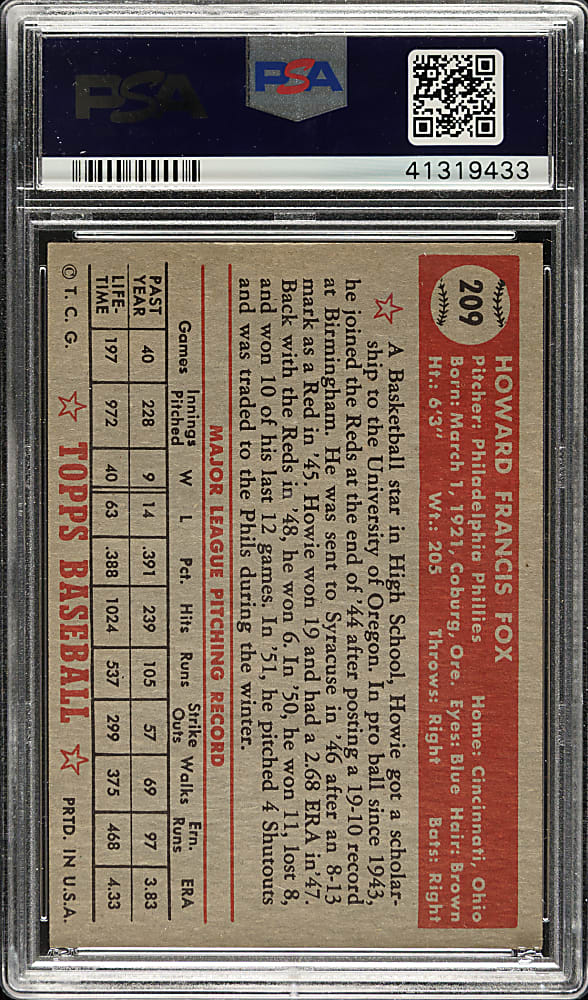 PSA
PSA
41319433
209
HOWARD FRANCIS FOX
Pitcher: Philadelphia Phillies Home: Cincinnati, Ohio
Born: March 1, 1921, Coburg, Ore. Eyes: Blue Hair: Brown
Ht.: 6'3" Wt.: 205 Throws: Right Bats: Right
A Basketball star in High School, Howie got a scholar-
ship to the University of Oregon. In pro ball since 1943,
he joined the Reds at the end of '44 after posting a 19-10 record
at Birmingham. He was sent to Syracuse in '46 after an 8-13
mark as a Red in '45. Howie won 19 and had a 2.68 ERA in '47.
Back with the Reds in '48, he won 6. In '50, he won 11, lost 8,
and won 10 of his last 12 games. In '51, he pitched 4 Shutouts
and was traded to the Phils during the winter.
MAJOR LEAGUE PITCHING RECORD
Games Innings Pitched W L Pct. Hits Runs Strike Outs Walks Ern. Runs ERA
PAST YEAR 40 228 9 14 .391 239 105 57 69 97 3.83
LIFE-TIME 197 972 40 63 .388 1024 537 299 375 468 4.33
© T. C. G. TOPPS BASEBALL PRTD. IN U.S.A.